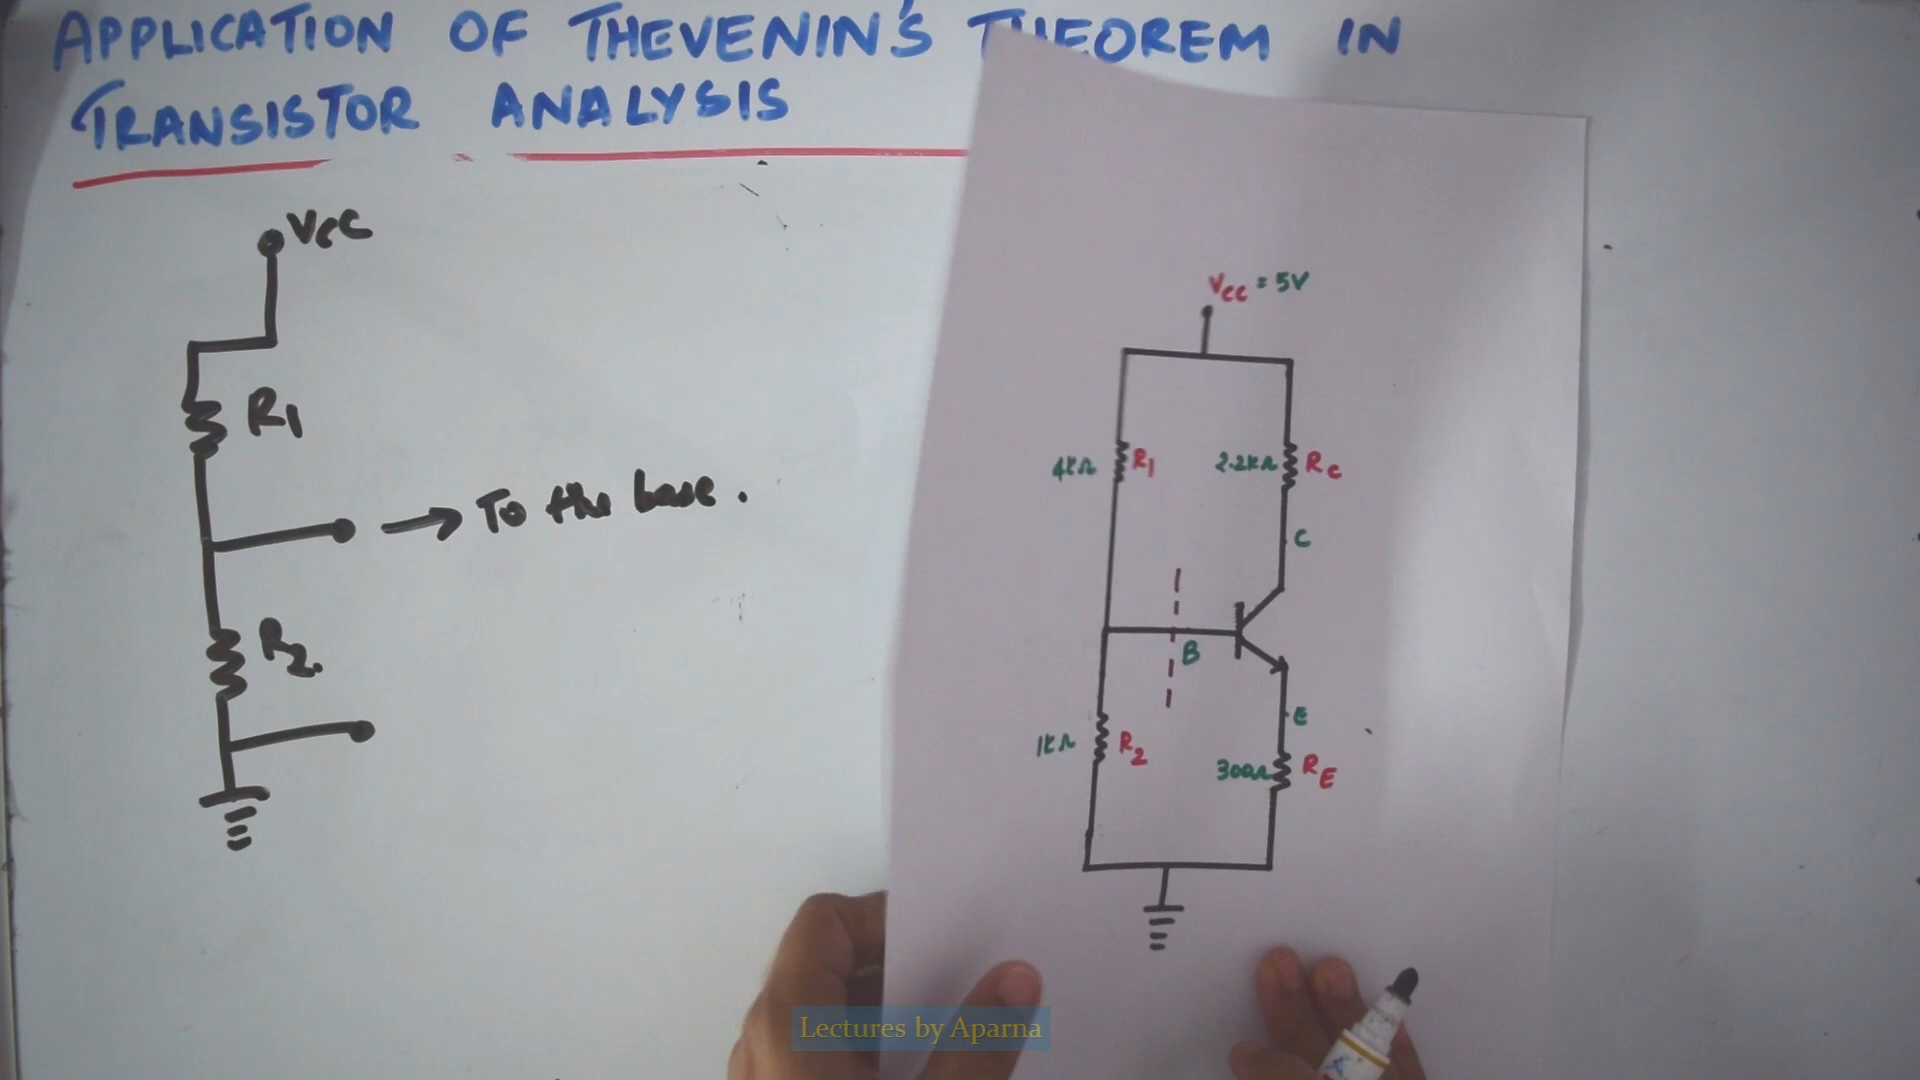 APPLICATION OF THEVENIN'S THEOREM IN
TRANSISTOR ANALYSIS
VCC
R1
To the base.
R2.
VCC = 5V
4KΩ R1
2.2KΩ RC
C
B
E
1KΩ R2
300Ω RE
Lectures by Aparna